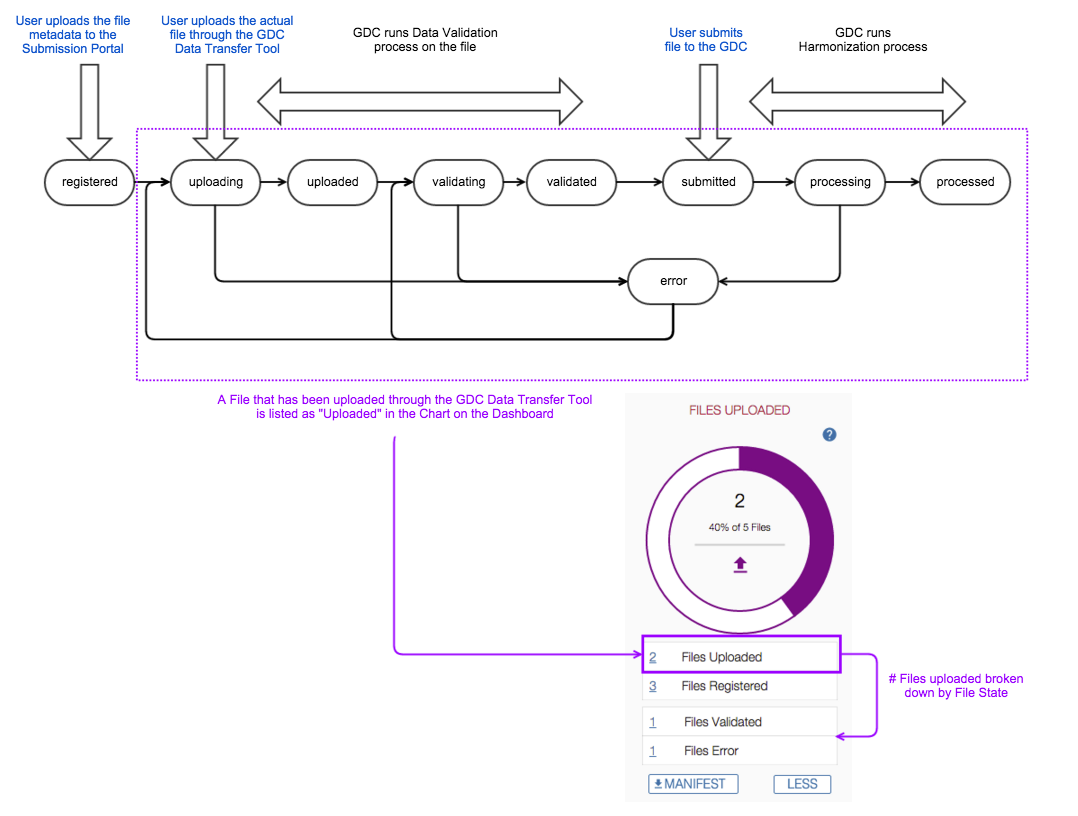 User uploads the file
metadata to the
Submission Portal
User uploads the actual
file through the GDC
Data Transfer Tool
GDC runs Data Validation
process on the file
User submits
file to the GDC
GDC runs
Harmonization process
registered
uploading
uploaded
validating
validated
submitted
processing
processed
error
A File that has been uploaded through the GDC Data Transfer Tool
is listed as "Uploaded" in the Chart on the Dashboard
FILES UPLOADED
?
2
40% of 5 Files
2 Files Uploaded
3 Files Registered
1 Files Validated
1 Files Error
MANIFEST
LESS
# Files uploaded broken
down by File State